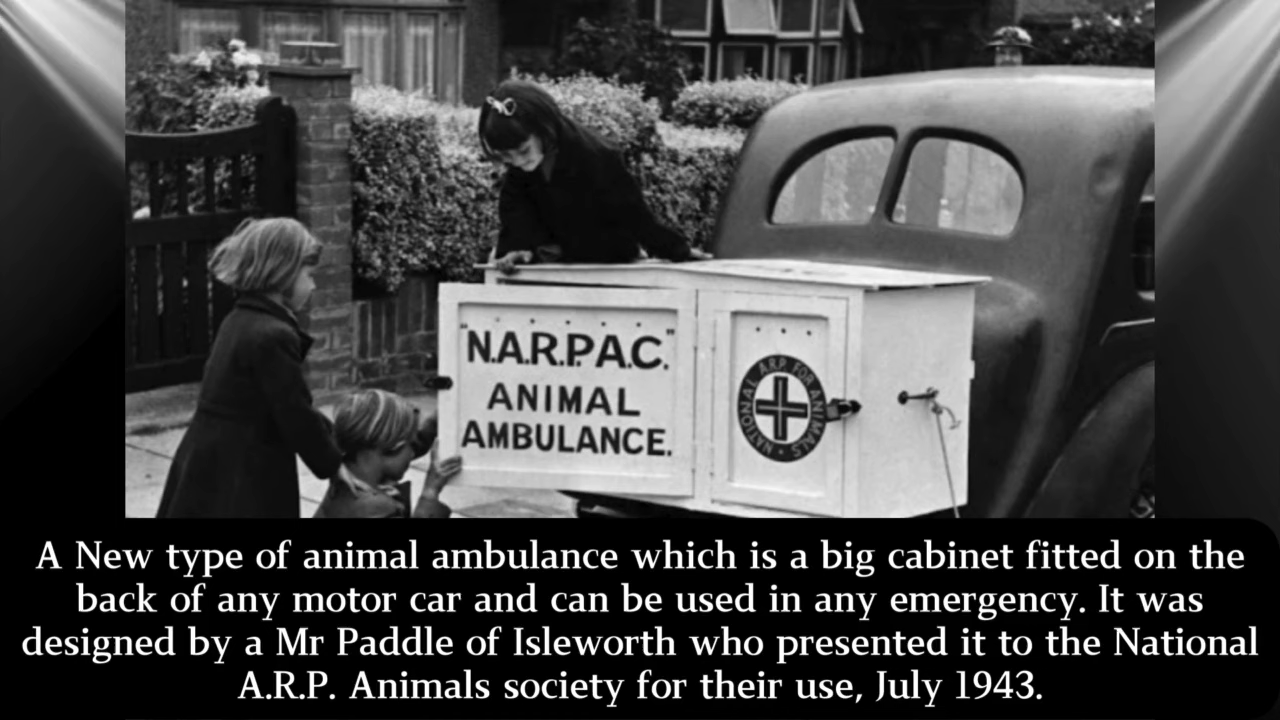 "N.A.R.P.A.C."
ANIMAL
AMBULANCE.
NATIONAL ARP FOR ANIMALS
A New type of animal ambulance which is a big cabinet fitted on the
back of any motor car and can be used in any emergency. It was
designed by a Mr Paddle of Isleworth who presented it to the National
A.R.P. Animals society for their use, July 1943.